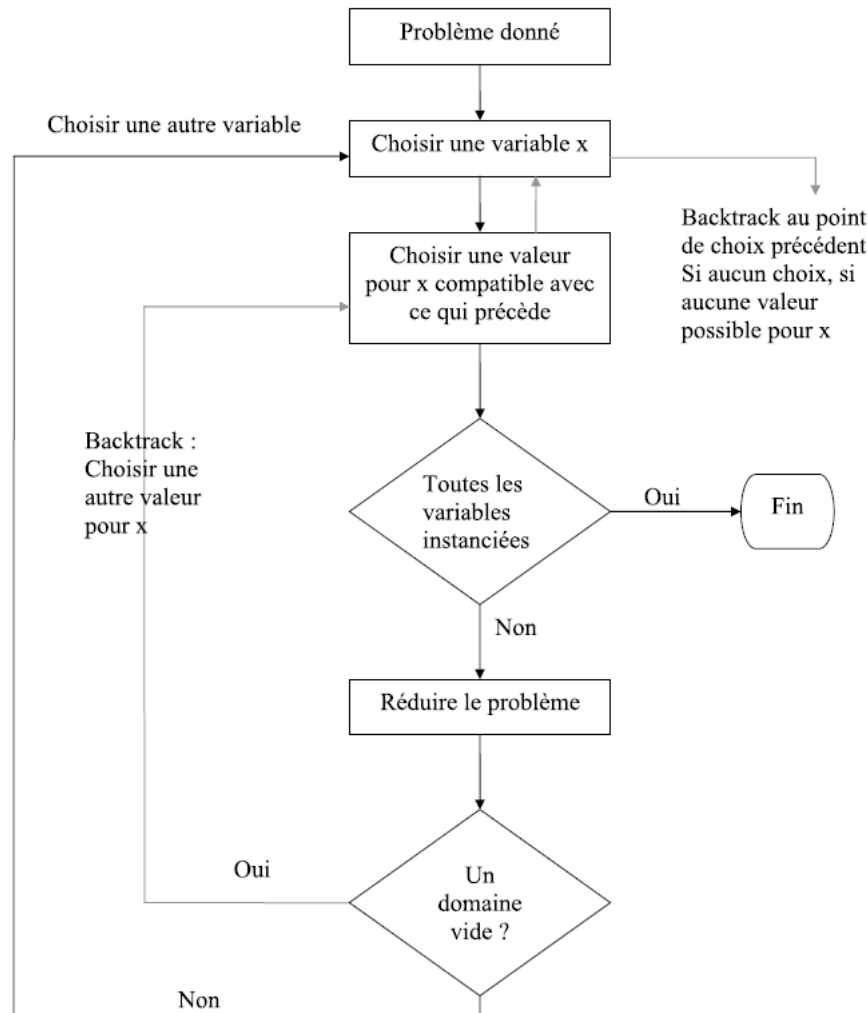 Problème donné
Choisir une autre variable
Choisir une variable x
Backtrack au point
de choix précédent
Si aucun choix, si
aucune valeur
possible pour x
Choisir une valeur
pour x compatible avec
ce qui précède
Backtrack :
Choisir une
autre valeur
pour x
Toutes les
variables
instanciées
Oui
Fin
Non
Réduire le problème
Oui
Un
domaine
vide ?
Non